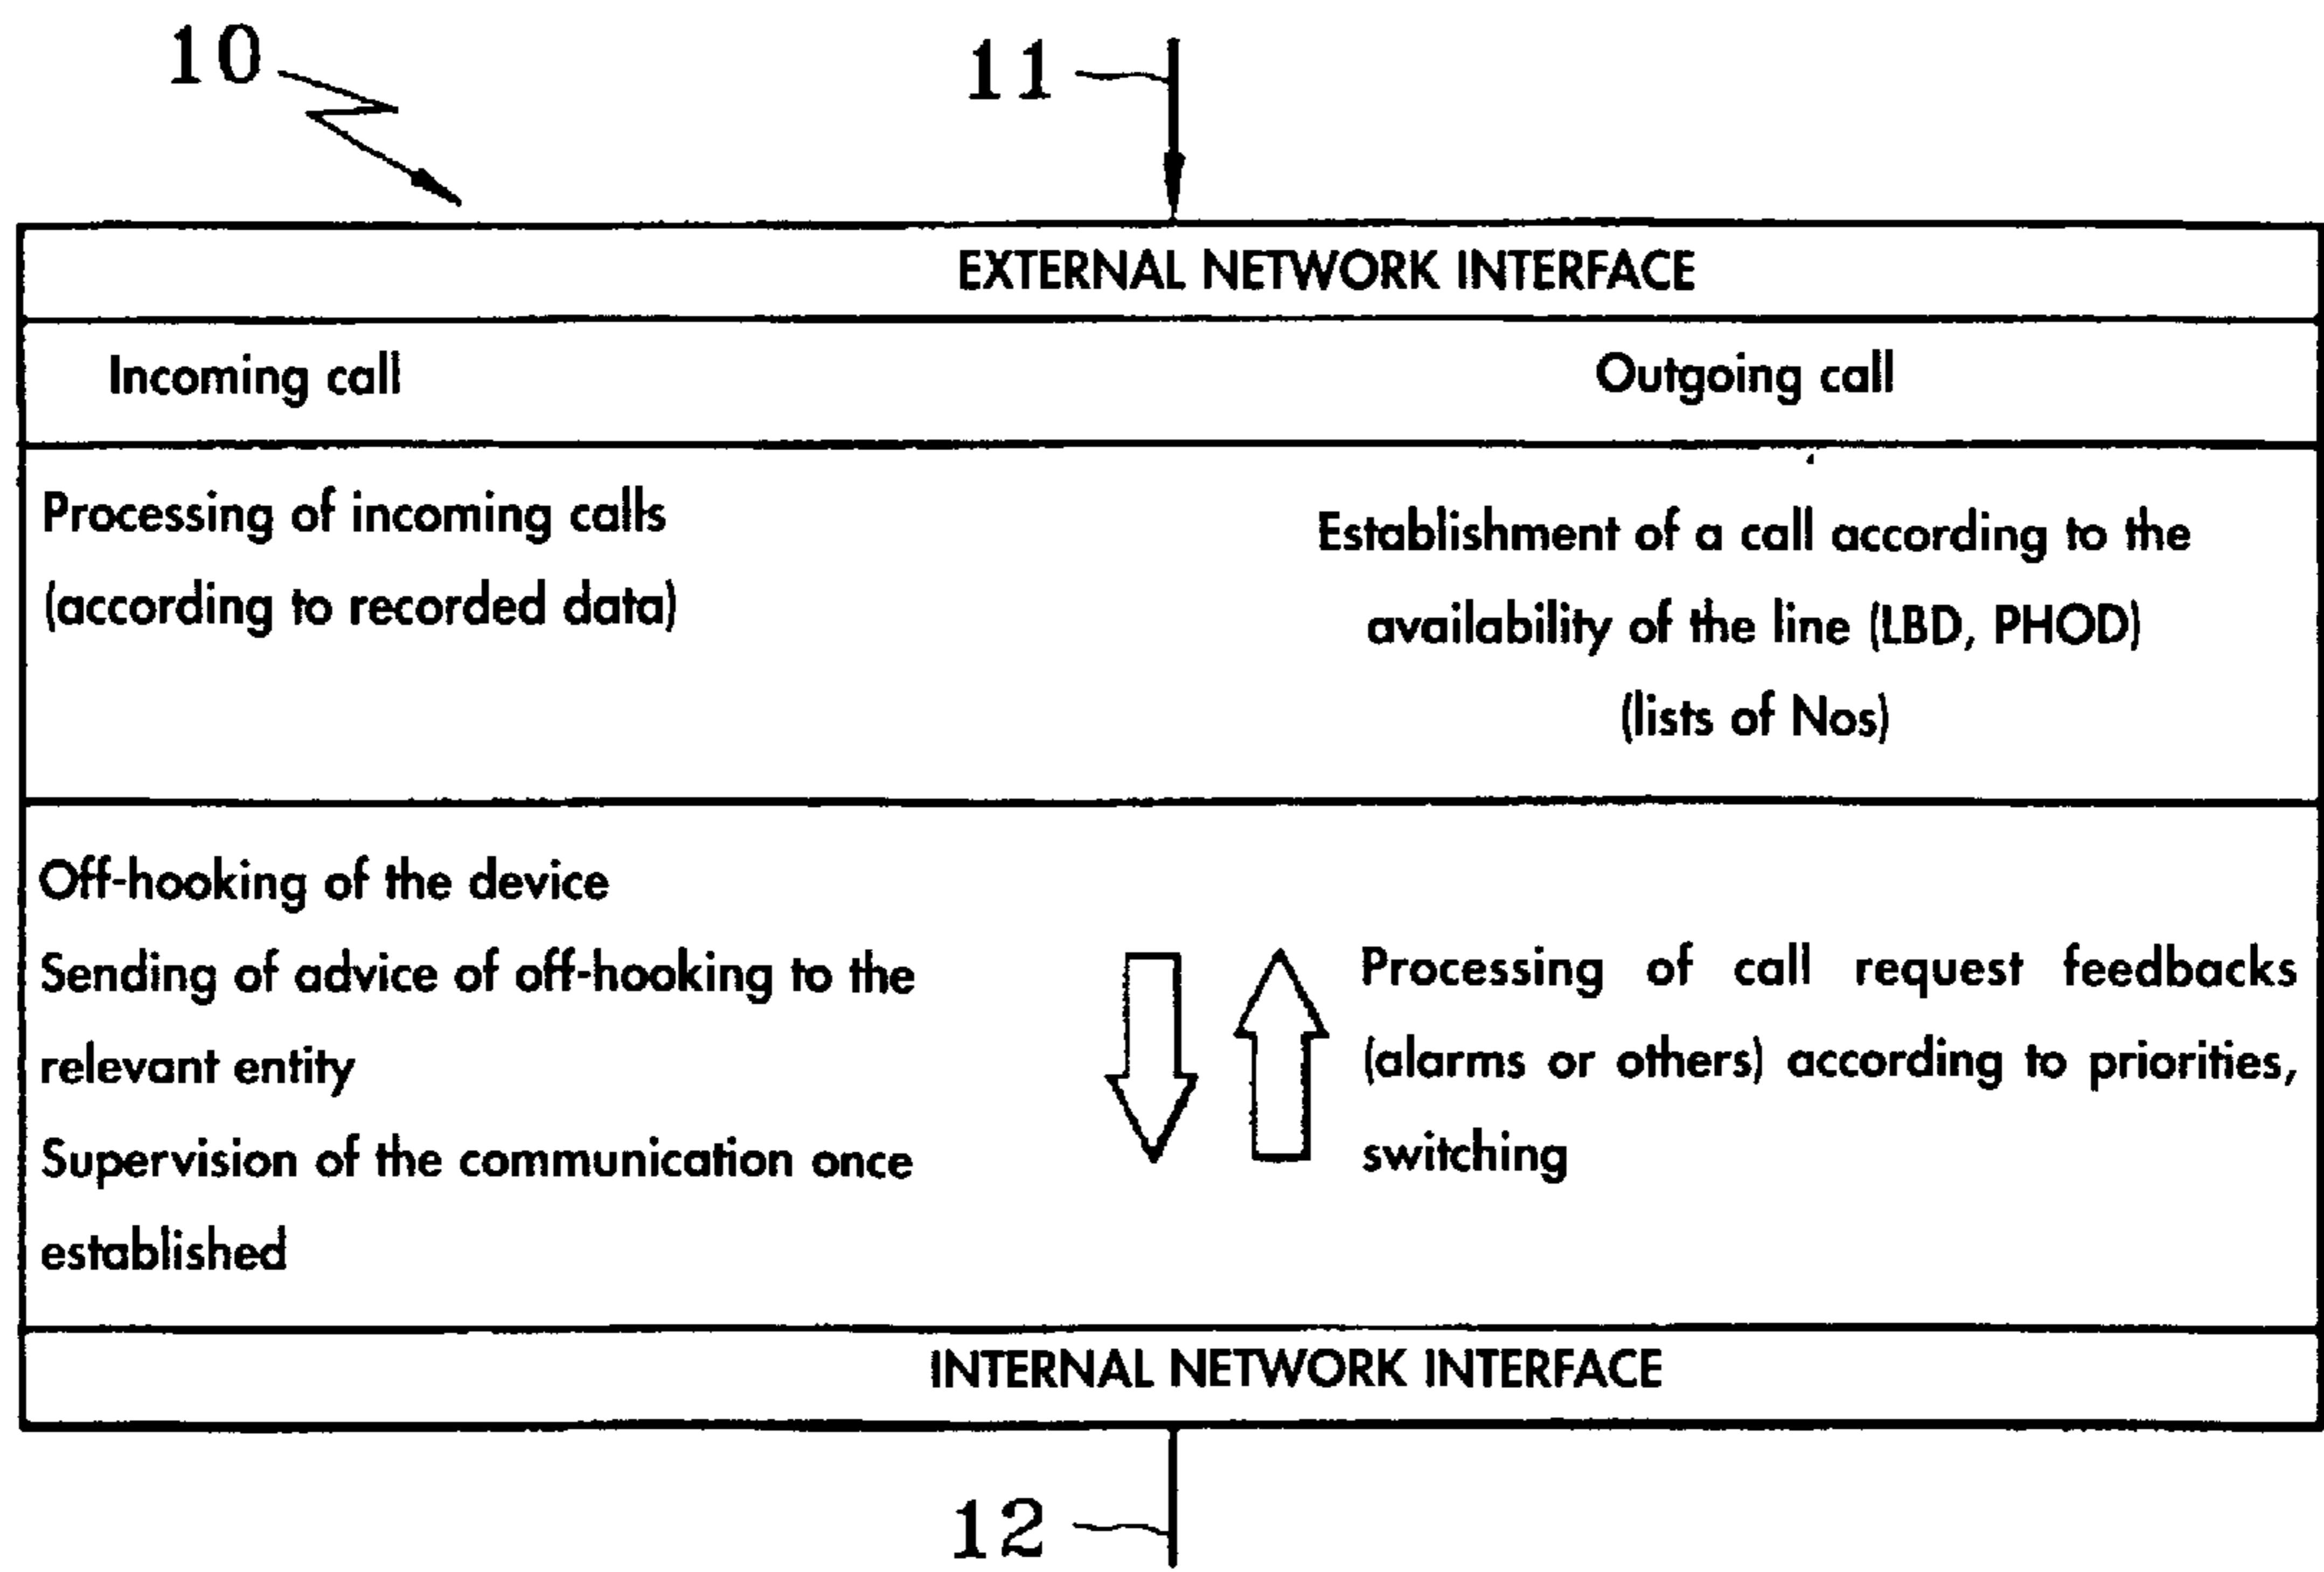 10
11
EXTERNAL NETWORK INTERFACE
Incoming call
Outgoing call
Processing of incoming calls
(according to recorded data)
Establishment of a call according to the
availability of the line (LBD, PHOD)
(lists of Nos)
Off-hooking of the device
Sending of advice of off-hooking to the
relevant entity
Supervision of the communication once
established
Processing of call request feedbacks
(alarms or others) according to priorities,
switching
INTERNAL NETWORK INTERFACE
12